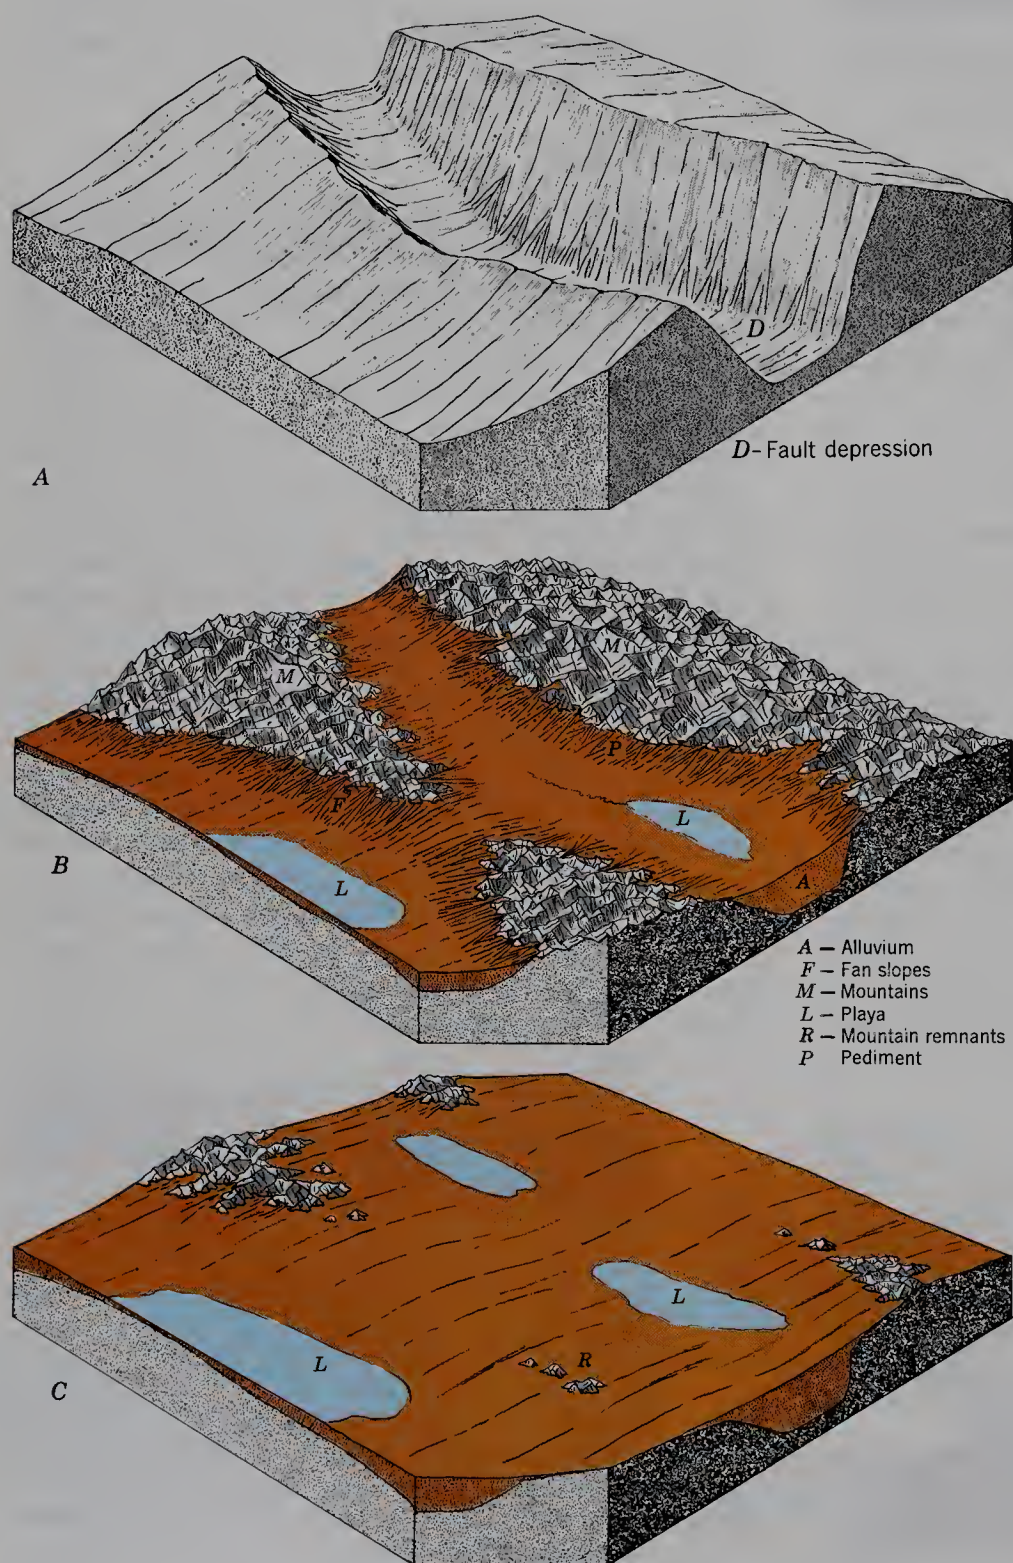 D
D- Fault depression
A
M
M
P
F
L
L
A
B
A — Alluvium
F — Fan slopes
M — Mountains
L — Playa
R — Mountain remnants
P Pediment
L
L
R
C